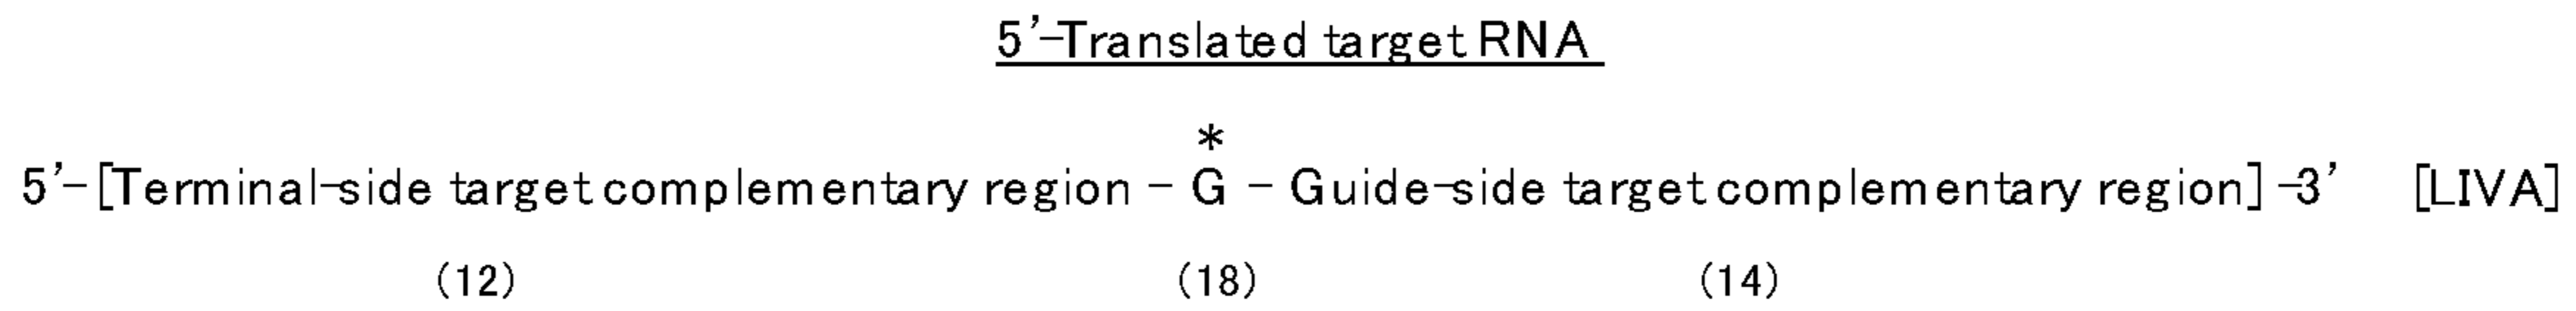 5'-Translated target RNA
*
5'-[Terminal-side target complementary region - G - Guide-side target complementary region]-3' [LIVA]
(12) (18) (14)